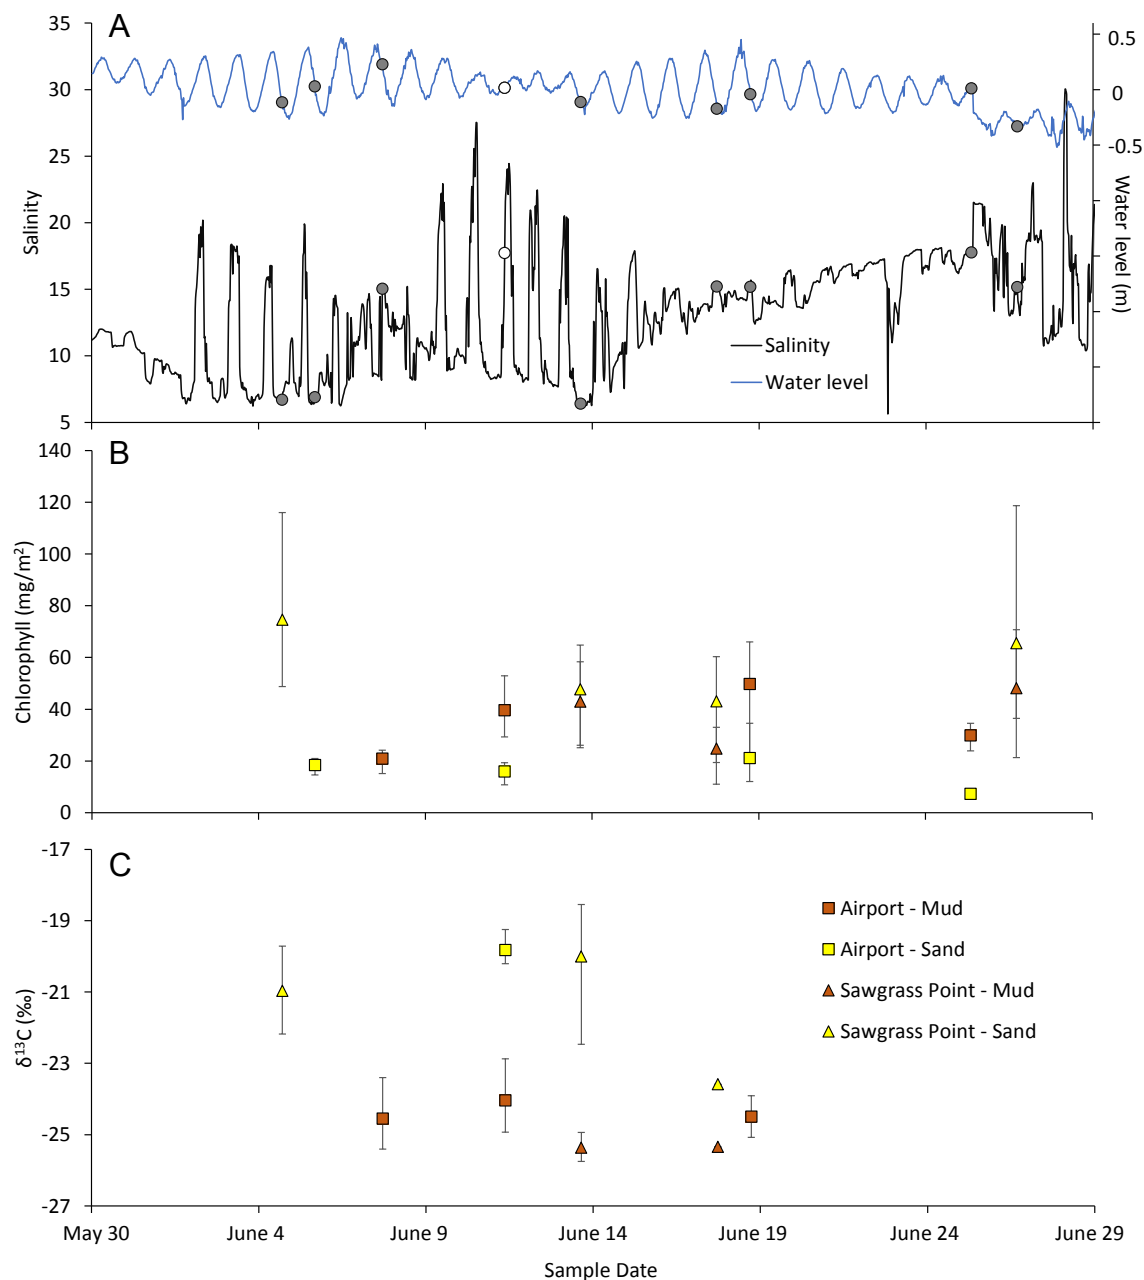 A
35
30
25
20
15
10
5
Salinity
0.5
0
-0.5
Water level (m)
Salinity
Water level
B
140
120
100
80
60
40
20
0
Chlorophyll (mg/m²)
C
-17
-19
-21
-23
-25
-27
δ¹³C (‰)
Airport - Mud
Airport - Sand
Sawgrass Point - Mud
Sawgrass Point - Sand
May 30 June 4 June 9 June 14 June 19 June 24 June 29
Sample Date